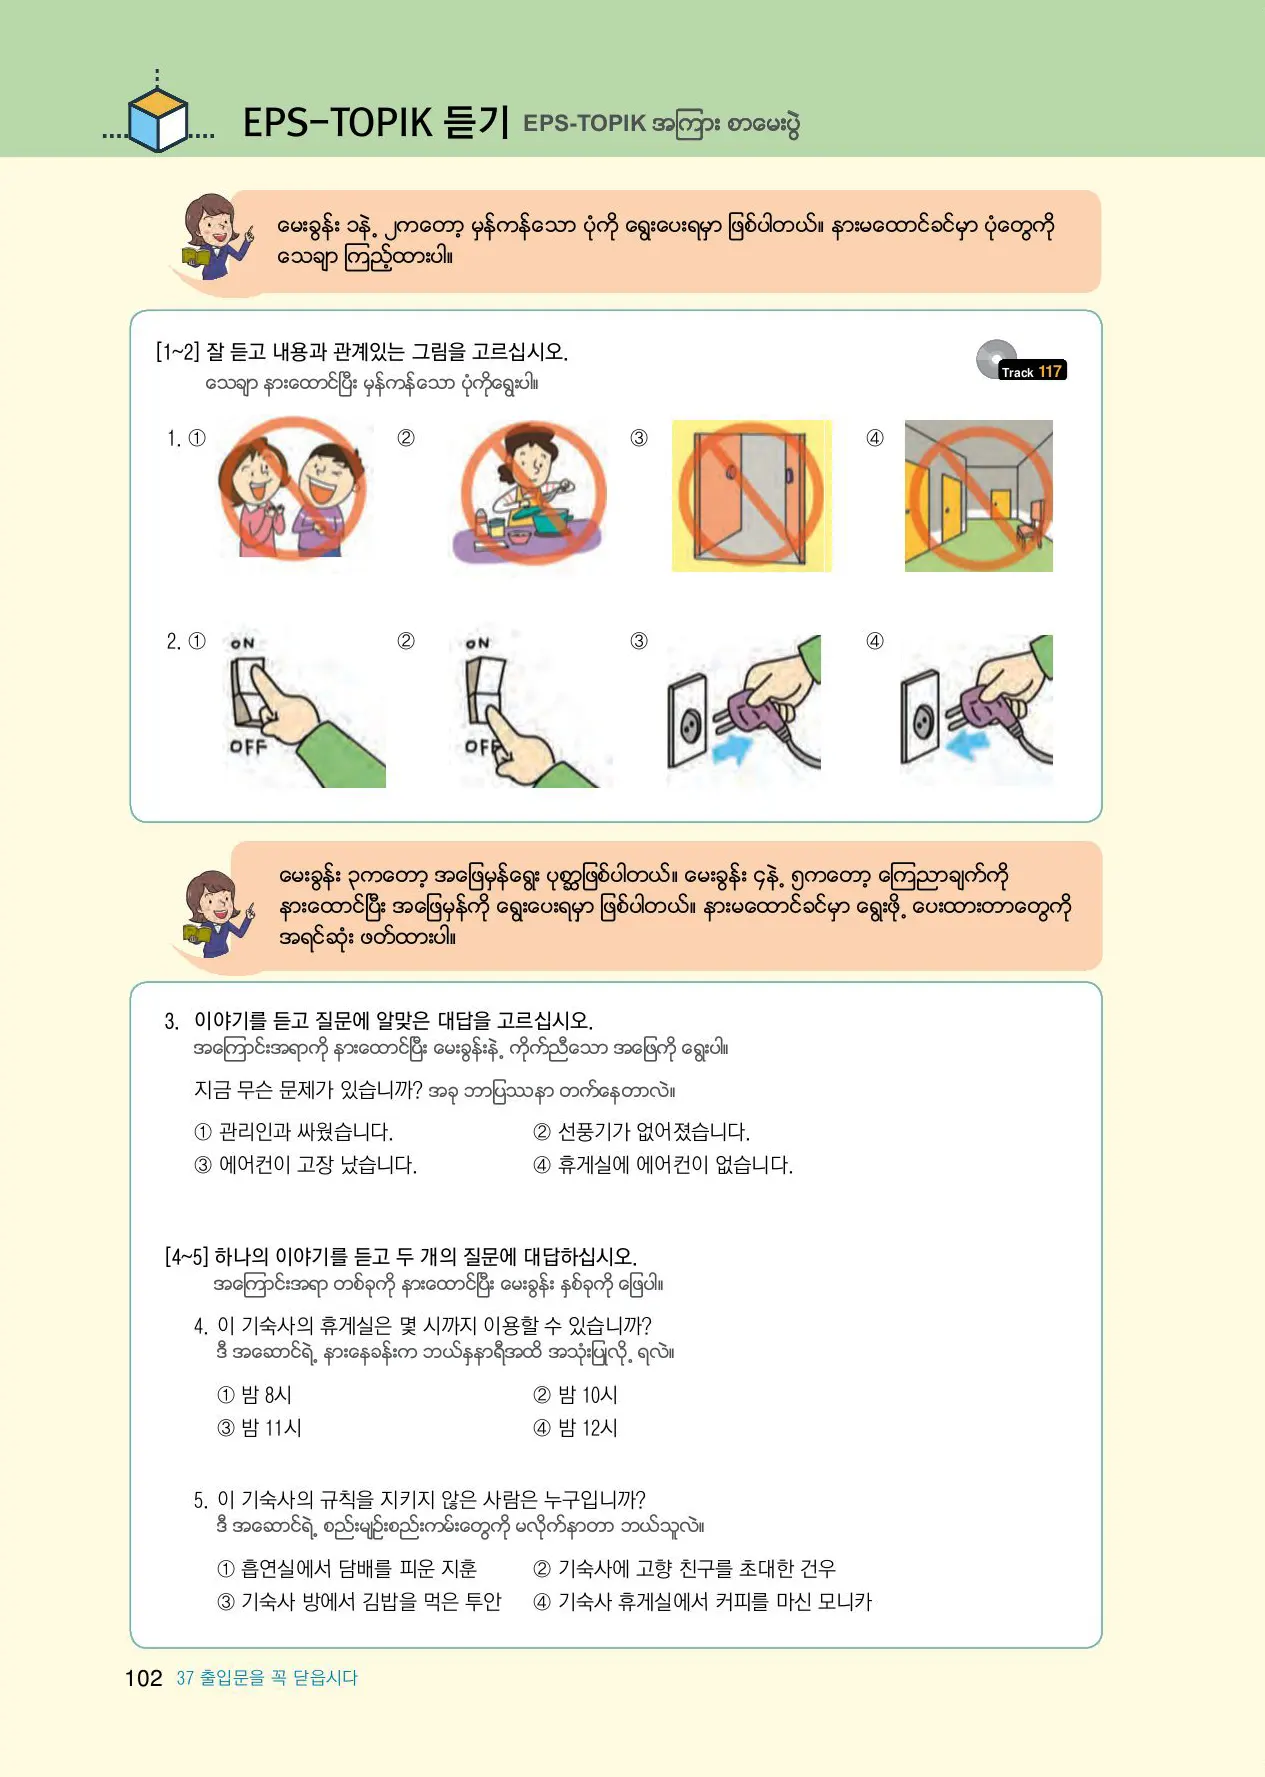 EPS-TOPIK 듣기 EPS-TOPIK အကြား စာမေးပွဲ
မေးခွန်း ၁နဲ့ ၂ကတော့ မှန်ကန်သော ပုံကို ရွေးပေးရမှာ ဖြစ်ပါတယ်။ နားမထောင်ခင်မှာ ပုံတွေကို
သေချာ ကြည့်ထားပါ။
[1~2] 잘 듣고 내용과 관계있는 그림을 고르십시오.
သေချာ နားထောင်ပြီး မှန်ကန်သော ပုံကိုရွေးပါ။
Track 117
1. ① ② ③ ④
2. ① ② ③ ④
ON OFF
ON OFF
မေးခွန်း ၃ကတော့ အဖြေမှန်ရွေး ပုစ္ဆာဖြစ်ပါတယ်။ မေးခွန်း ၄နဲ့ ၅ကတော့ ကြေညာချက်ကို
နားထောင်ပြီး အဖြေမှန်ကို ရွေးပေးရမှာ ဖြစ်ပါတယ်။ နားမထောင်ခင်မှာ ရွေးဖို့ ပေးထားတာတွေကို
အရင်ဆုံး ဖတ်ထားပါ။
3. 이야기를 듣고 질문에 알맞은 대답을 고르십시오.
အကြောင်းအရာကို နားထောင်ပြီး မေးခွန်းနဲ့ ကိုက်ညီသော အဖြေကို ရွေးပါ။
지금 무슨 문제가 있습니까? အခု ဘာပြဿနာ တက်နေတာလဲ။
① 관리인과 싸웠습니다. ② 선풍기가 없어졌습니다.
③ 에어컨이 고장 났습니다. ④ 휴게실에 에어컨이 없습니다.
[4~5] 하나의 이야기를 듣고 두 개의 질문에 대답하십시오.
အကြောင်းအရာ တစ်ခုကို နားထောင်ပြီး မေးခွန်း နှစ်ခုကို ဖြေပါ။
4. 이 기숙사의 휴게실은 몇 시까지 이용할 수 있습니까?
ဒီ အဆောင်ရဲ့ နားနေခန်းက ဘယ်နှနာရီအထိ အသုံးပြုလို့ ရလဲ။
① 밤 8시 ② 밤 10시
③ 밤 11시 ④ 밤 12시
5. 이 기숙사의 규칙을 지키지 않은 사람은 누구입니까?
ဒီ အဆောင်ရဲ့ စည်းမျဉ်းစည်းကမ်းတွေကို မလိုက်နာတာ ဘယ်သူလဲ။
① 흡연실에서 담배를 피운 지훈 ② 기숙사에 고향 친구를 초대한 건우
③ 기숙사 방에서 김밥을 먹은 투안 ④ 기숙사 휴게실에서 커피를 마신 모니카
102 37 출입문을 꼭 닫읍시다